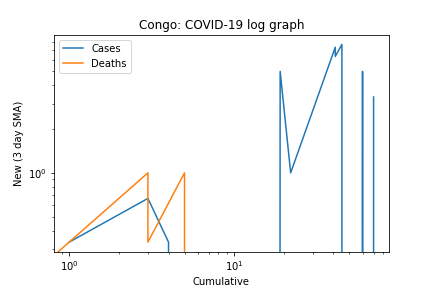 Congo: COVID-19 log graph
Cases
Deaths
New (3 day SMA)
10⁰
10⁰
10¹
Cumulative